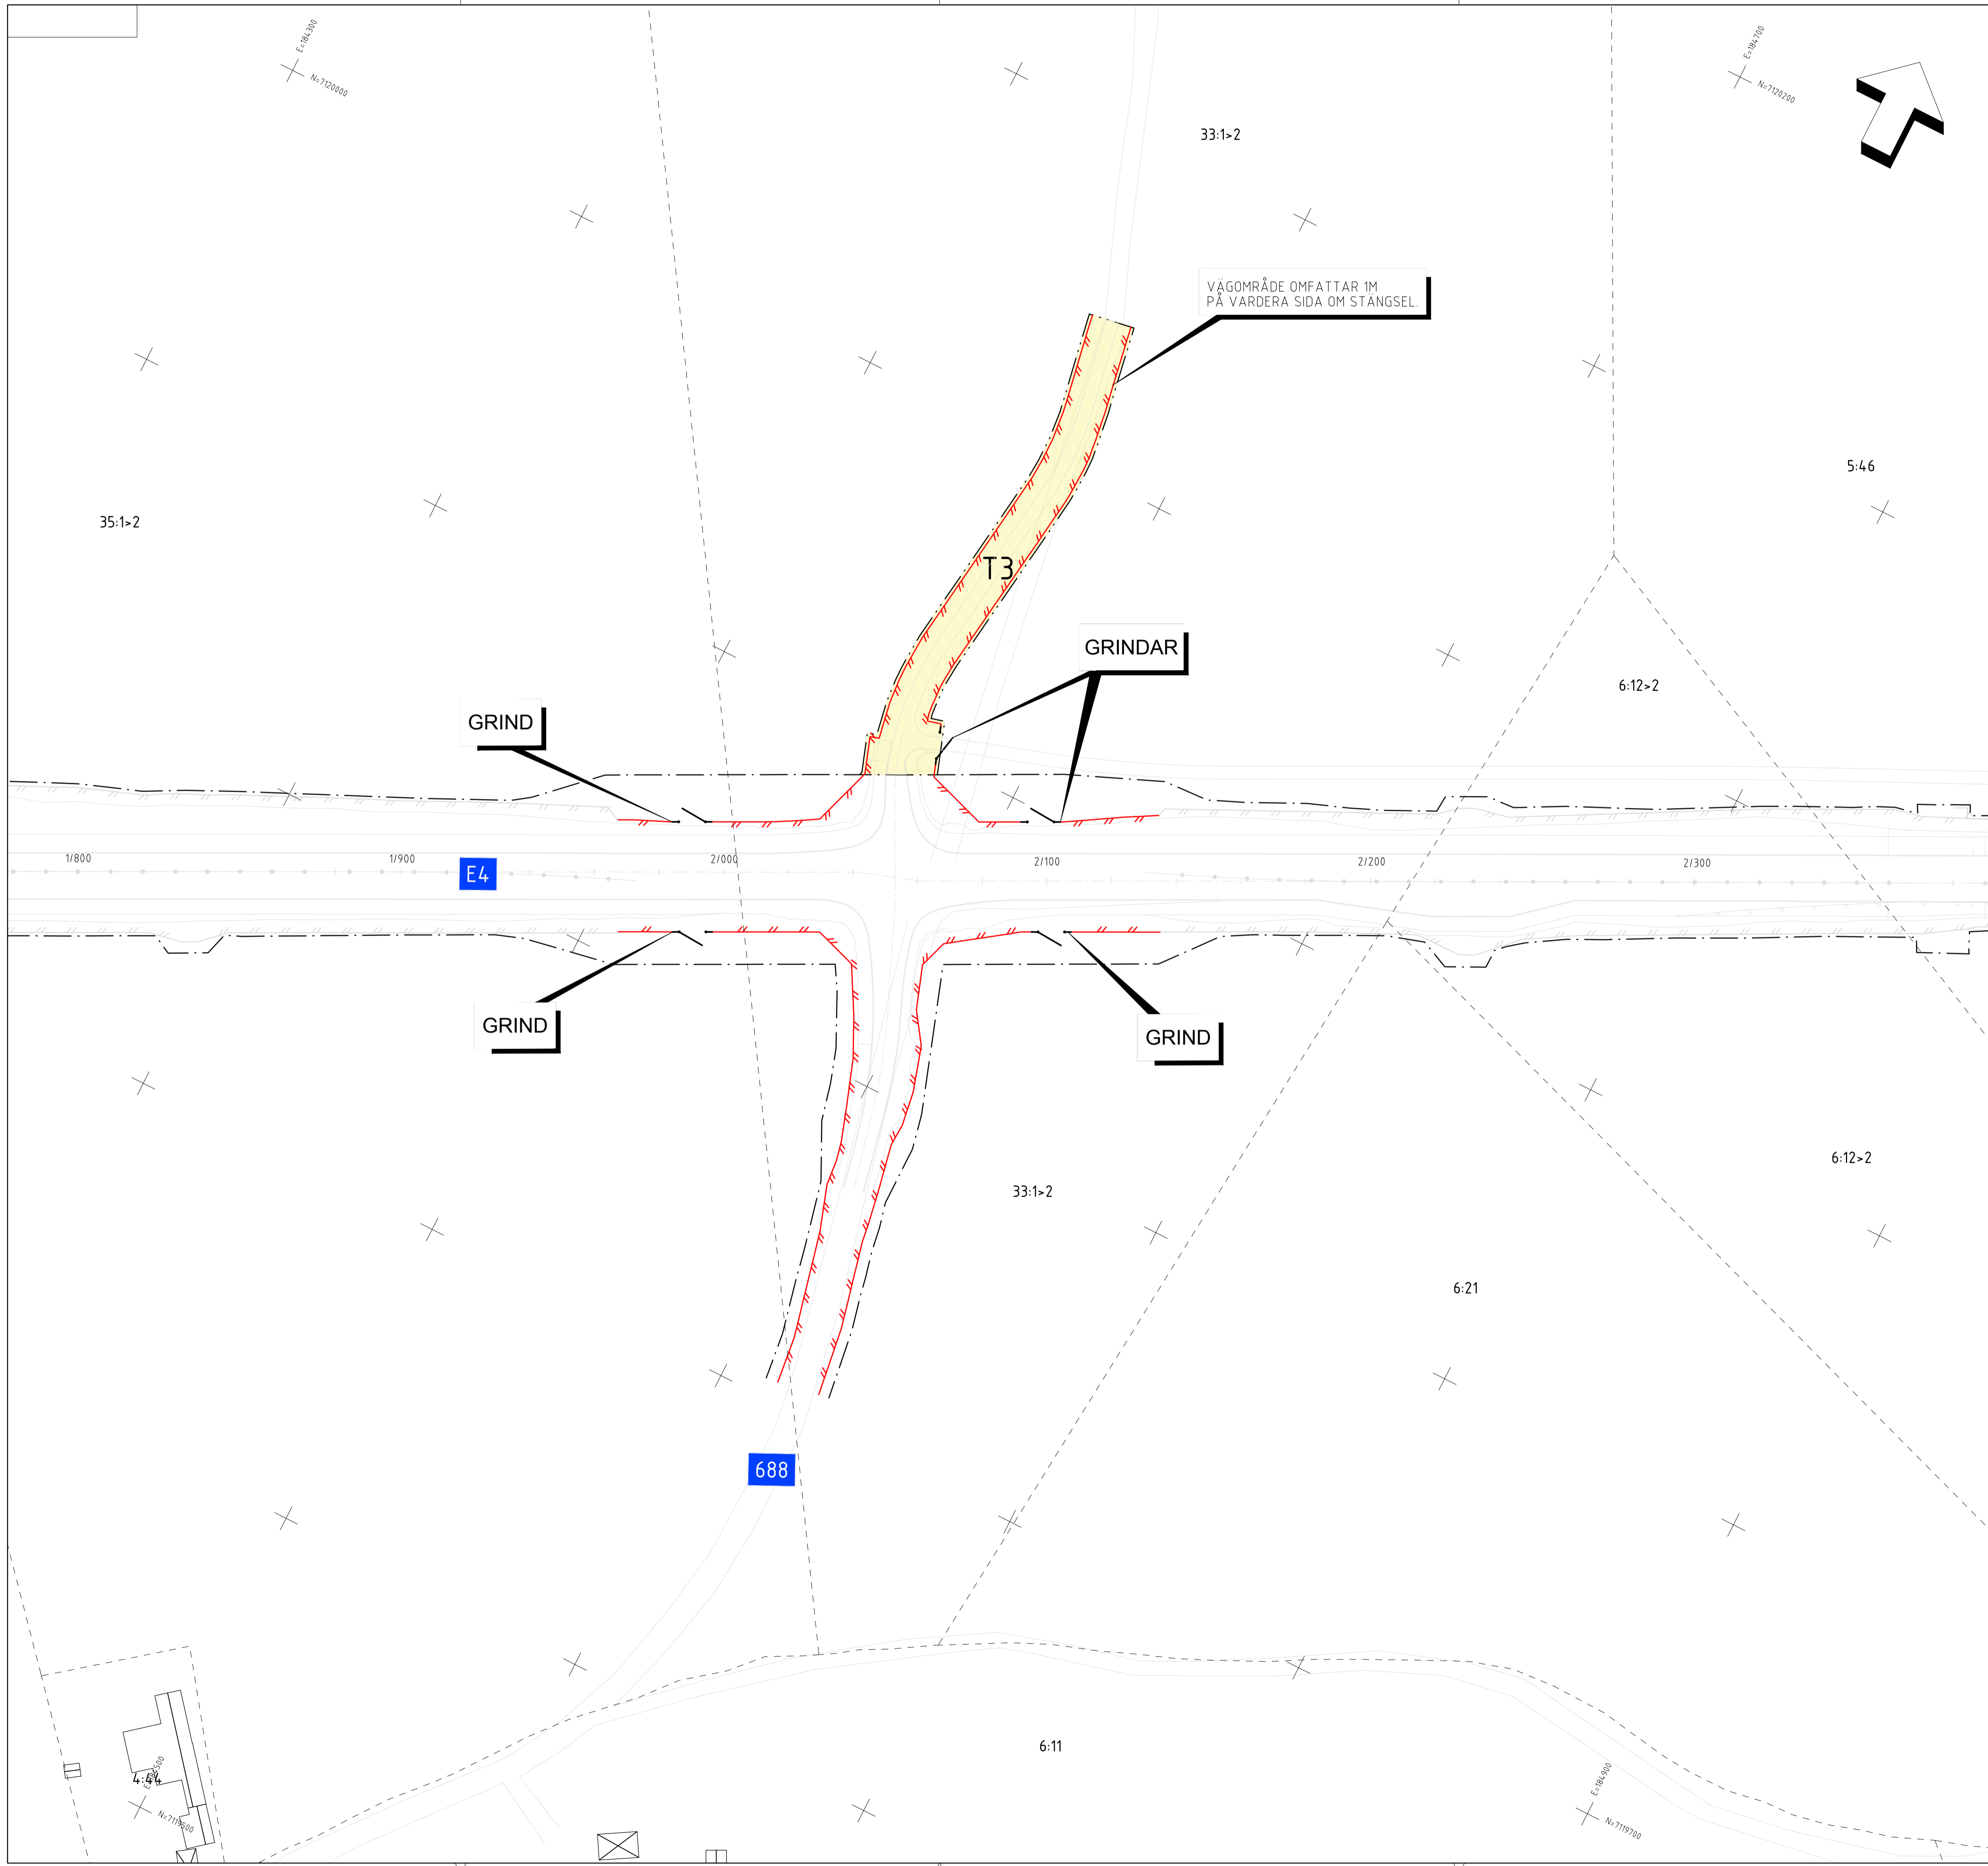 E=184300
N=7120000
E=184700
N=7120200
33:1>2
VÄGOMRÅDE OMFATTAR 1M
PÅ VARDERA SIDA OM STÄNGSEL.
5:46
35:1>2
T3
GRINDAR
6:12>2
GRIND
1/800
1/900
2/000
2/100
2/200
2/300
E4
GRIND
GRIND
6:12>2
33:1>2
6:21
688
6:11
4:44
N=7119500
E=184900
N=7119700